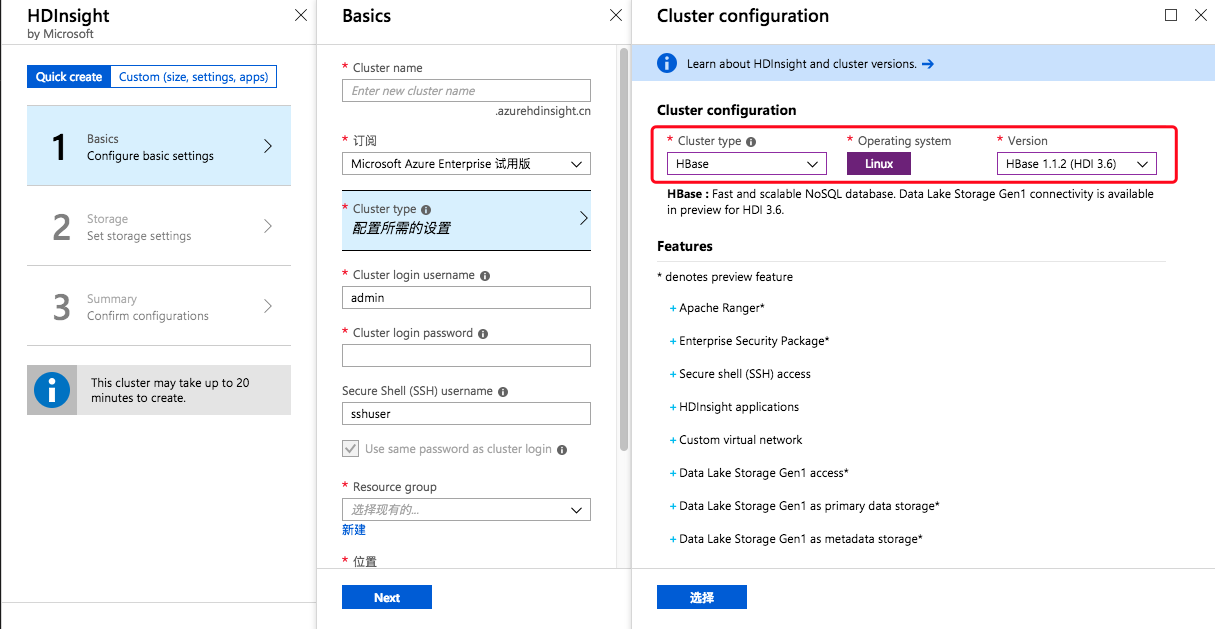 HDInsight
by Microsoft
Quick create
Custom (size, settings, apps)
1
Basics
Configure basic settings
2
Storage
Set storage settings
3
Summary
Confirm configurations
This cluster may take up to 20
minutes to create.
Basics
* Cluster name
Enter new cluster name
.azurehdinsight.cn
* 订阅
Microsoft Azure Enterprise 试用版
* Cluster type
配置所需的设置
* Cluster login username
admin
* Cluster login password
Secure Shell (SSH) username
sshuser
Use same password as cluster login
* Resource group
选择现有的...
新建
* 位置
Next
Cluster configuration
Learn about HDInsight and cluster versions.
Cluster configuration
* Cluster type
HBase
* Operating system
Linux
* Version
HBase 1.1.2 (HDI 3.6)
HBase : Fast and scalable NoSQL database. Data Lake Storage Gen1 connectivity is available
in preview for HDI 3.6.
Features
* denotes preview feature
+ Apache Ranger*
+ Enterprise Security Package*
+ Secure shell (SSH) access
+ HDInsight applications
+ Custom virtual network
+ Data Lake Storage Gen1 access*
+ Data Lake Storage Gen1 as primary data storage*
+ Data Lake Storage Gen1 as metadata storage*
选择